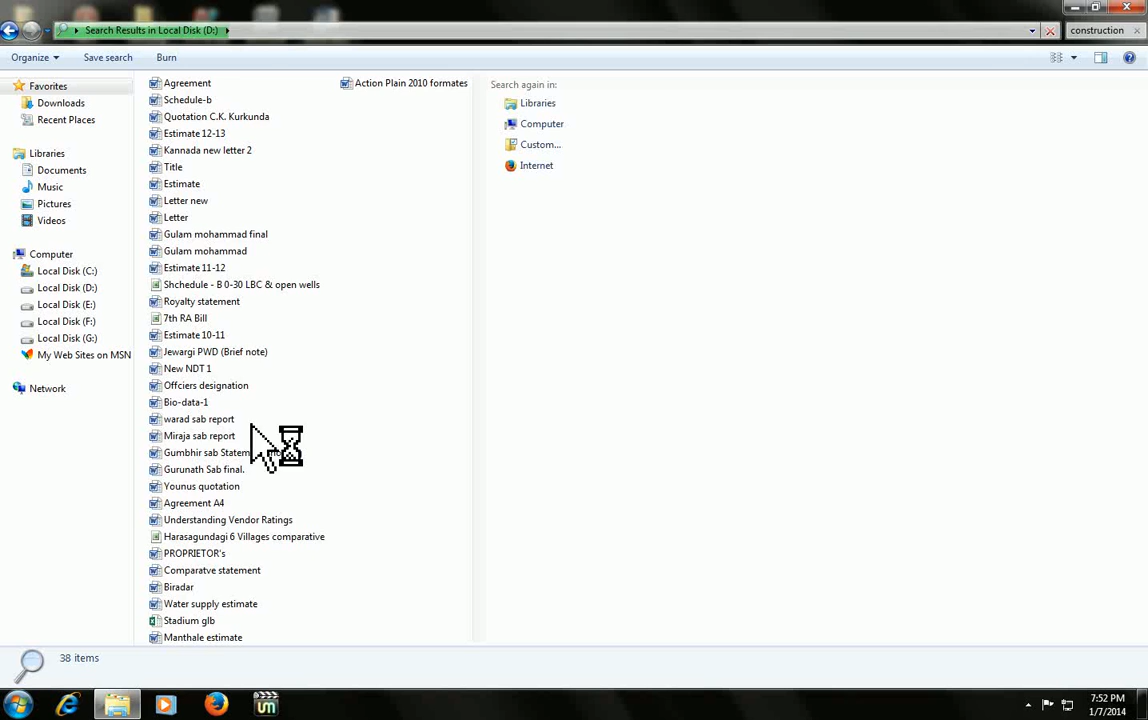 Search Results in Local Disk (D:)
construction
Organize
Save search
Burn
Favorites
Downloads
Recent Places
Libraries
Documents
Music
Pictures
Videos
Computer
Local Disk (C:)
Local Disk (D:)
Local Disk (E:)
Local Disk (F:)
Local Disk (G:)
My Web Sites on MSN
Network
Agreement
Schedule-b
Quotation C.K. Kurkunda
Estimate 12-13
Kannada new letter 2
Title
Estimate
Letter new
Letter
Gulam mohammad final
Gulam mohammad
Estimate 11-12
Shchedule - B 0-30 LBC & open wells
Royalty statement
7th RA Bill
Estimate 10-11
Jewargi PWD (Brief note)
New NDT 1
Offciers designation
Bio-data-1
warad sab report
Miraja sab report
Gumbhir sab
Gurunath Sab final.
Younus quotation
Agreement A4
Understanding Vendor Ratings
Harasagundagi 6 Villages comparative
PROPRIETOR's
Comparatve statement
Biradar
Water supply estimate
Stadium glb
Manthale estimate
Action Plain 2010 formates
Search again in:
Libraries
Computer
Custom...
Internet
38 items
7:52 PM
1/7/2014